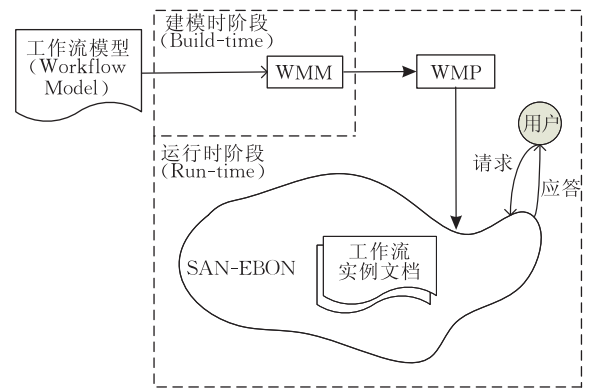 建模时阶段
（Build-time）
工作流模型
（Workflow
Model）
WMM
WMP
用户
运行时阶段
（Run-time）
请求
应答
工作流
实例文档
SAN-EBON